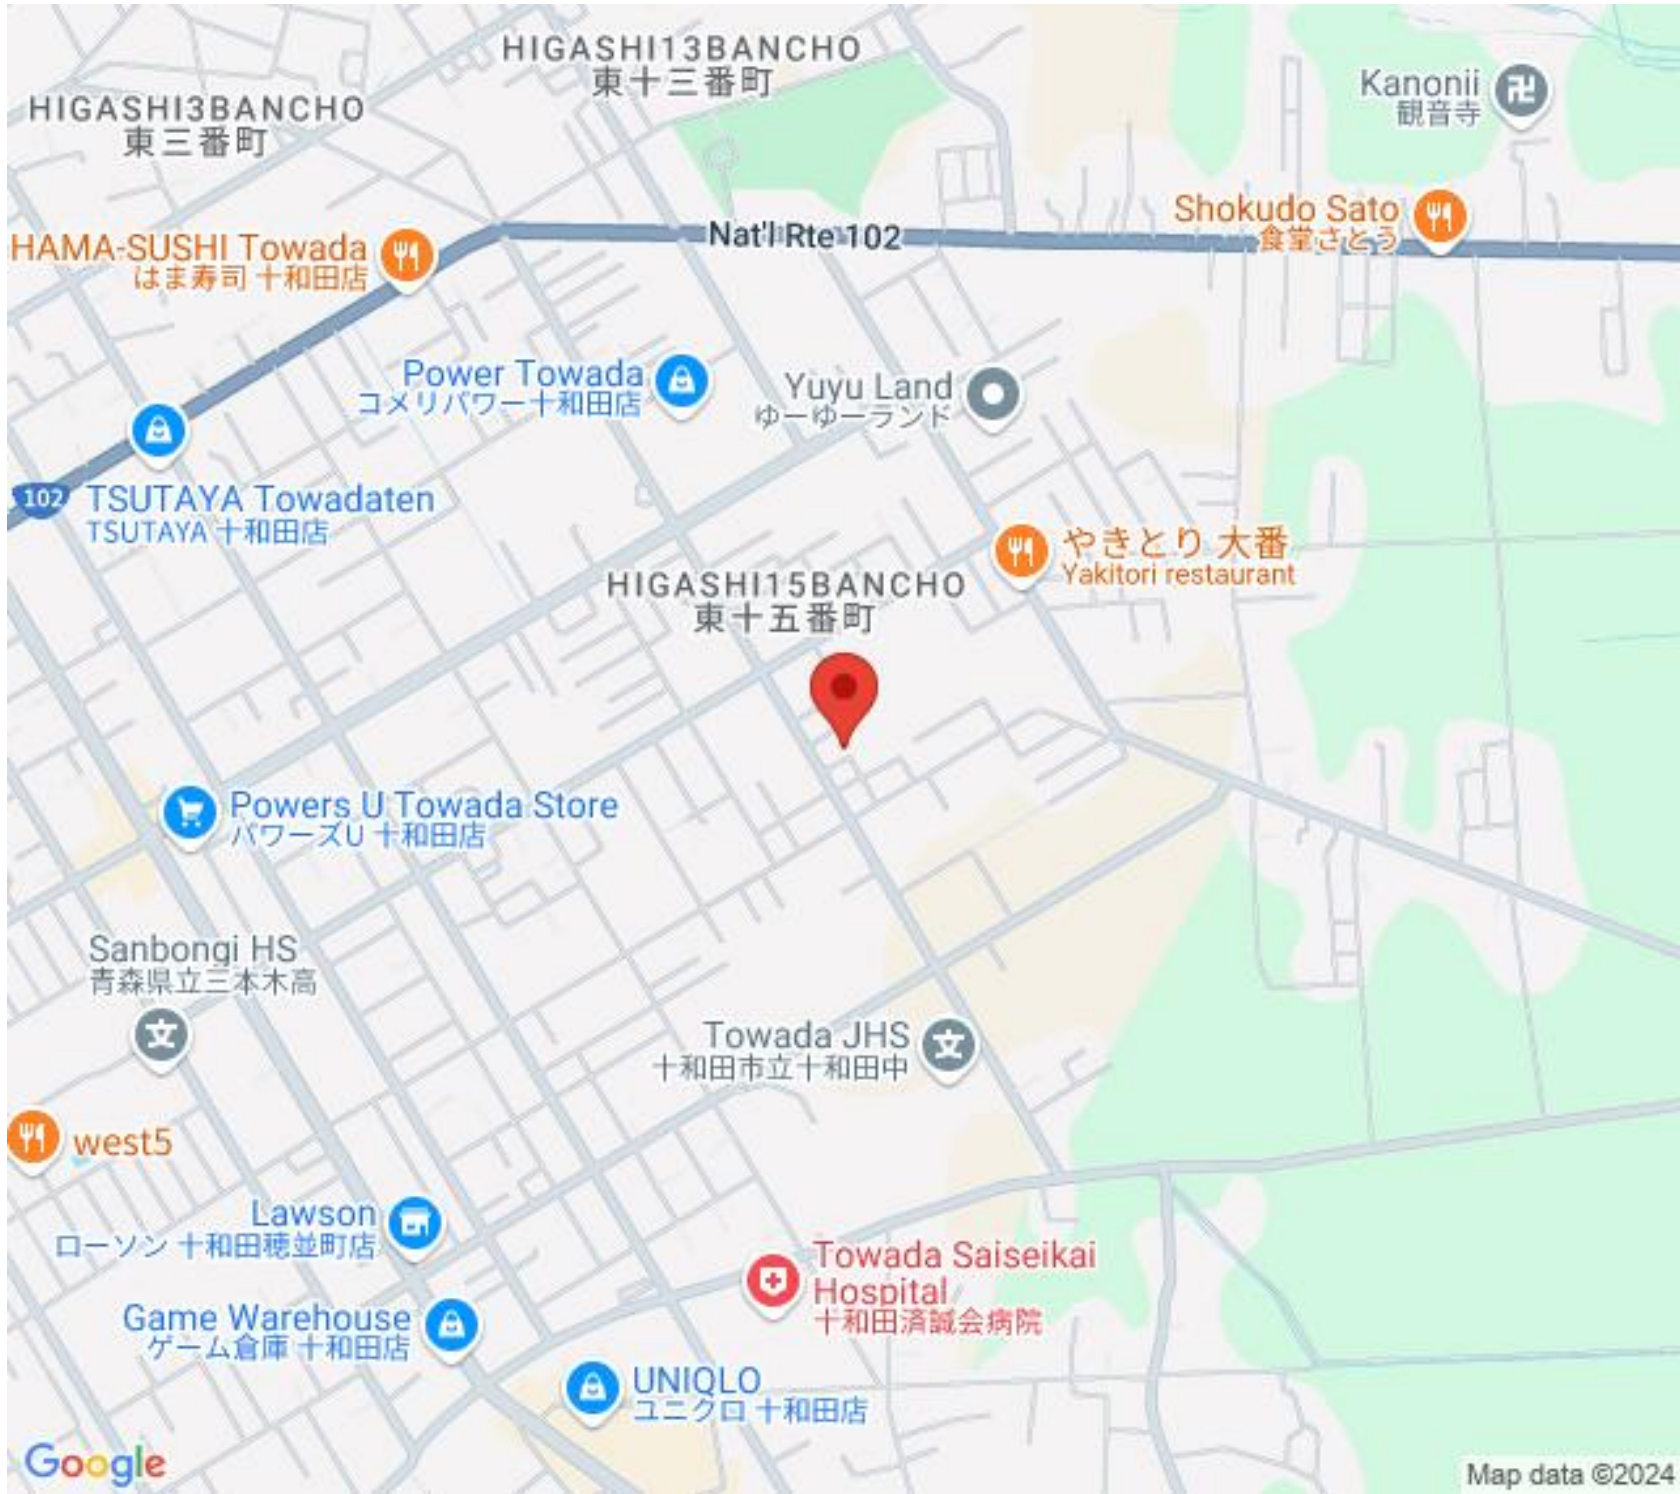 HIGASHI13BANCHO
東十三番町
HIGASHI3BANCHO
東三番町
Kanonji
観音寺
卍
Shokudo Sato
食堂さとう
Nat'l Rte 102
HAMA-SUSHI Towada
はま寿司 十和田店
Power Towada
コメリパワー十和田店
Yuyu Land
ゆーゆーランド
102
TSUTAYA Towadaten
TSUTAYA 十和田店
やきとり 大番
Yakitori restaurant
HIGASHI15BANCHO
東十五番町
Powers U Towada Store
パワーズU 十和田店
Sanbongi HS
青森県立三本木高
文
Towada JHS
十和田市立十和田中
文
west5
Lawson
ローソン 十和田穂並町店
Towada Saiseikai
Hospital
十和田済誠会病院
Game Warehouse
ゲーム倉庫 十和田店
UNIQLO
ユニクロ 十和田店
Google
Map data ©2024